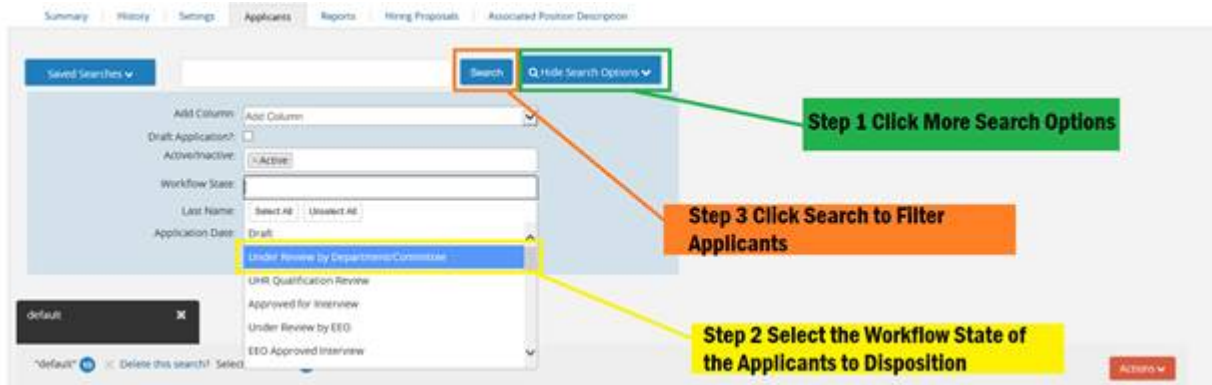 Summary History Settings Applicants Reports Hiring Proposals Associated Position Description
Saved Searches Search Hide Search Options
Add Column: Add Column
Draft Application?:
Active/Inactive: × Active
Workflow State:
Last Name: Select All Unselect All
Application Date: Draft
Under Review by Department/Committee
UHR Qualification Review
Approved for Interview
Under Review by EEO
EEO Approved Interview
Step 1 Click More Search Options
Step 3 Click Search to Filter
Applicants
Step 2 Select the Workflow State of
the Applicants to Disposition
default ×
"default" × Delete this search? Selec
Actions